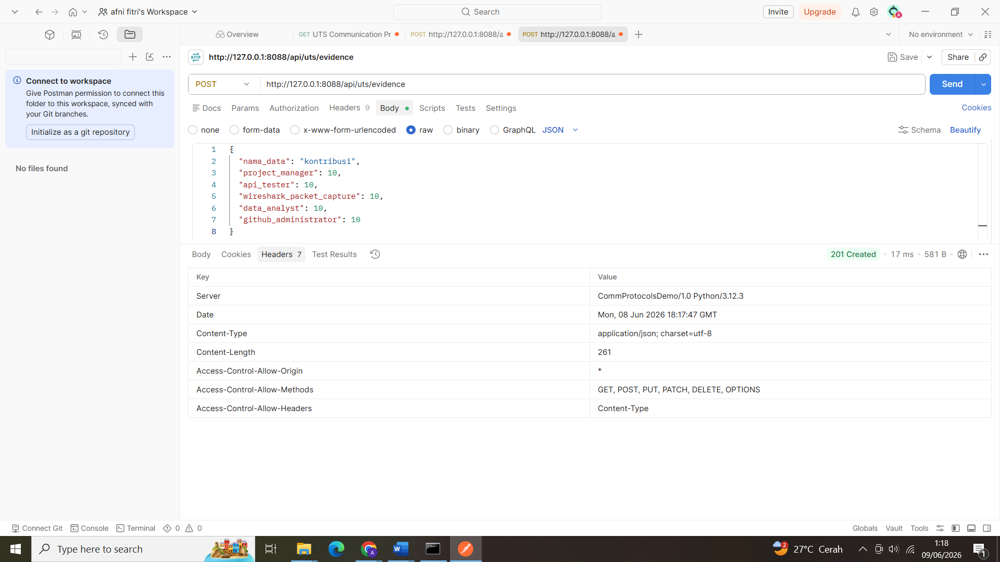 afni fitri's Workspace
Search
Invite
Upgrade
Overview
GET UTS Communication Pr
POST http://127.0.0.1:8088/a
POST http://127.0.0.1:8088/a
No environment
Connect to workspace
Give Postman permission to connect this
folder to this workspace, synced with
your Git branches.
Initialize as a git repository
No files found
HTTP
http://127.0.0.1:8088/api/uts/evidence
Save
Share
POST
http://127.0.0.1:8088/api/uts/evidence
Send
Docs
Params
Authorization
Headers 9
Body
Scripts
Tests
Settings
Cookies
none
form-data
x-www-form-urlencoded
raw
binary
GraphQL
JSON
Schema
Beautify
1 {
2 "nama_data": "kontribusi",
3 "project_manager": 10,
4 "api_tester": 10,
5 "wireshark_packet_capture": 10,
6 "data_analyst": 10,
7 "github_administrator": 10
8 }
Body
Cookies
Headers 7
Test Results
201 Created
17 ms
581 B
Key Value
Server CommProtocolsDemo/1.0 Python/3.12.3
Date Mon, 08 Jun 2026 18:17:47 GMT
Content-Type application/json; charset=utf-8
Content-Length 261
Access-Control-Allow-Origin *
Access-Control-Allow-Methods GET, POST, PUT, PATCH, DELETE, OPTIONS
Access-Control-Allow-Headers Content-Type
Connect Git
Console
Terminal
0
0
Globals
Vault
Tools
Type here to search
A
W
2
27°C Cerah
1:18
09/06/2026
1